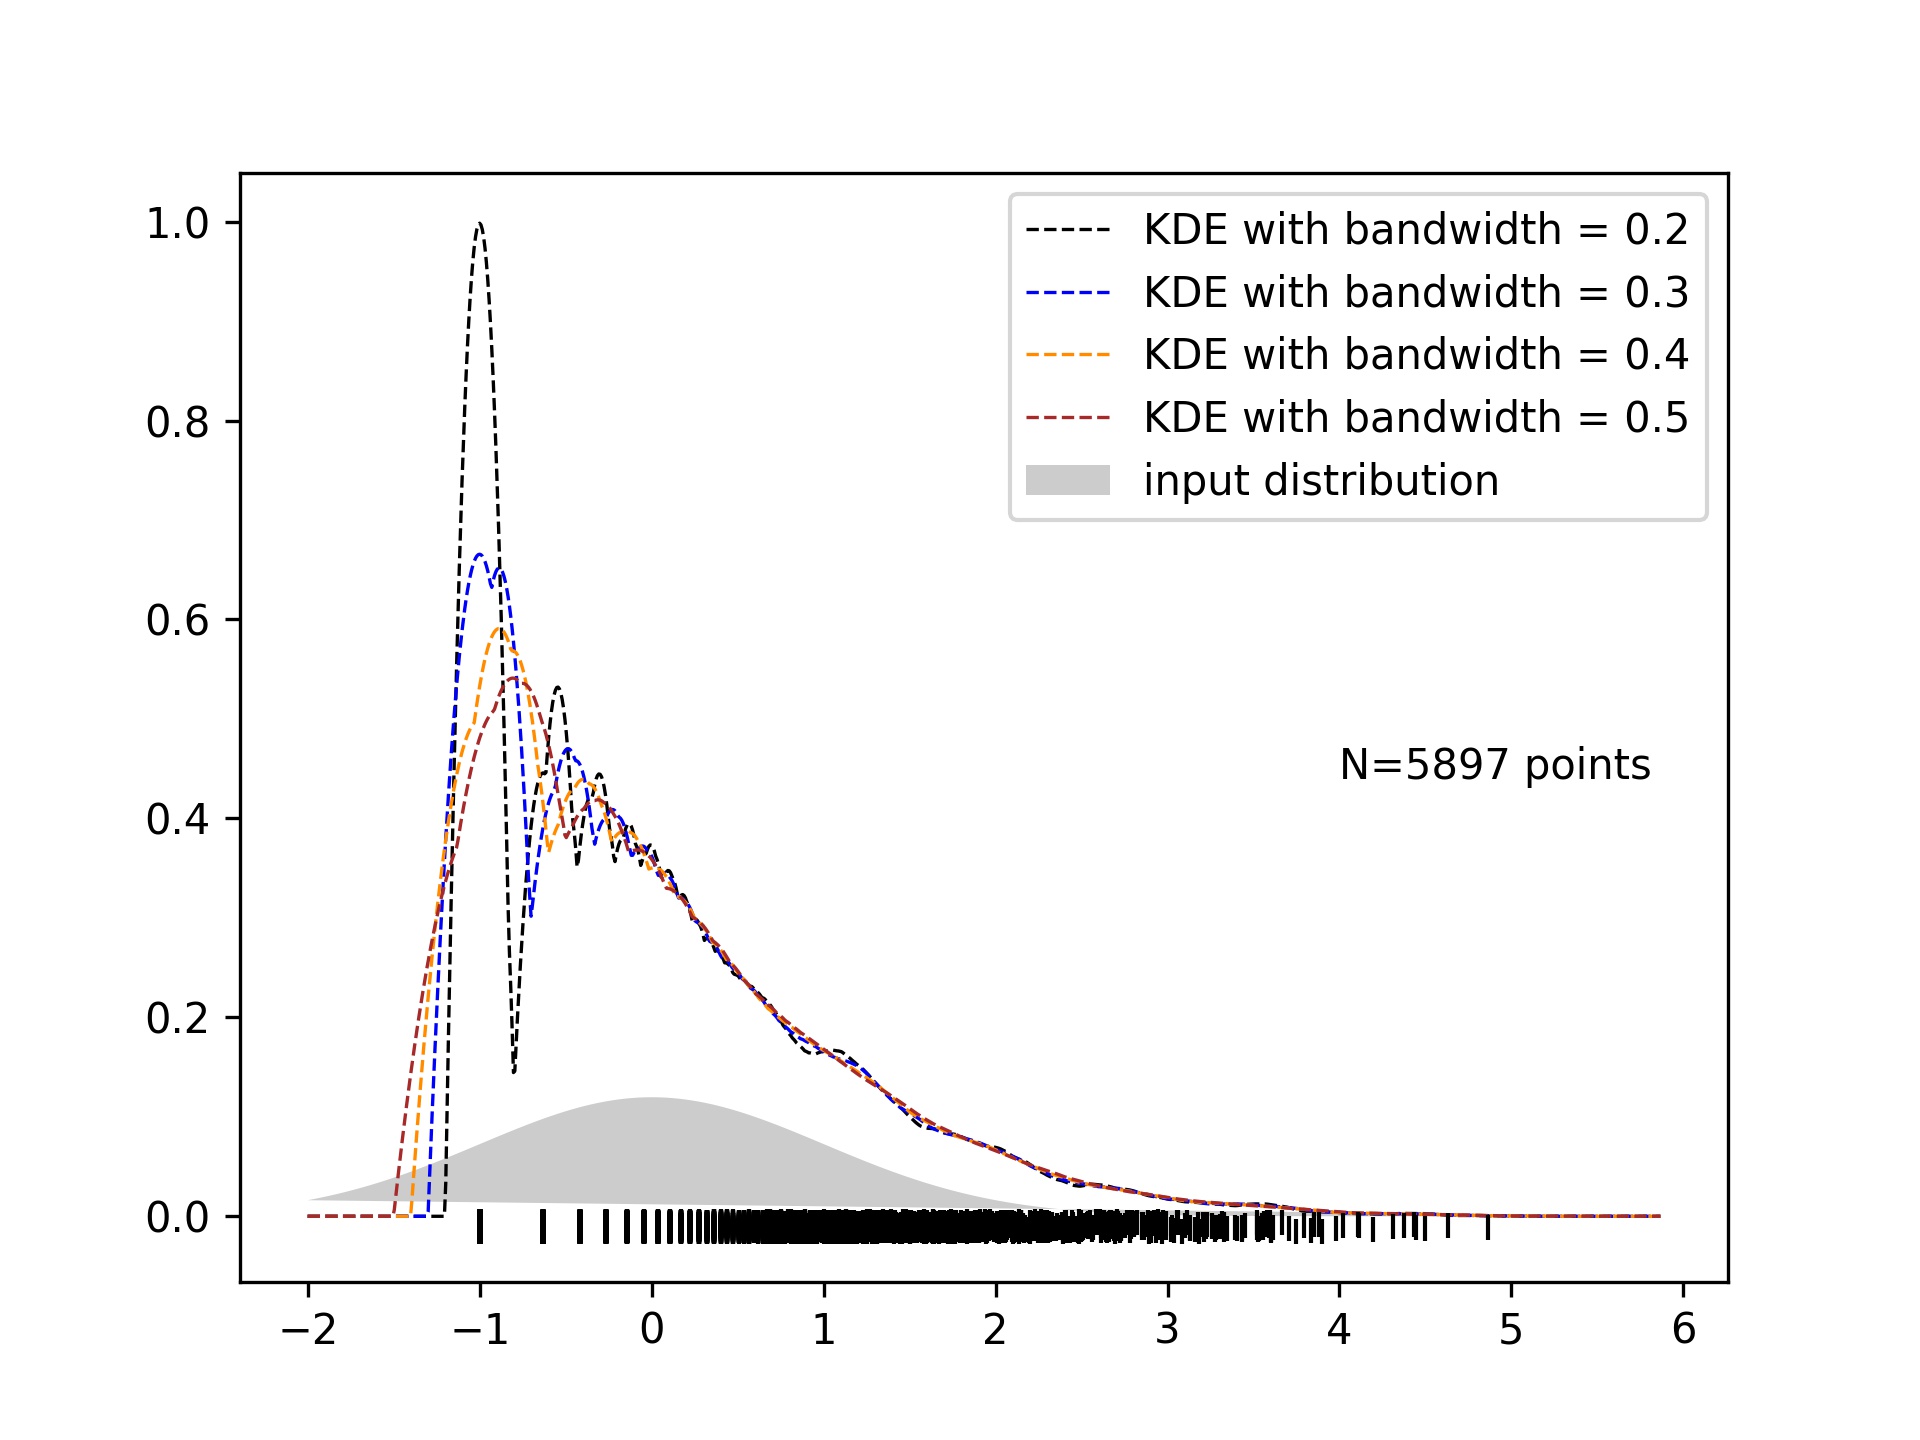 KDE with bandwidth = 0.2
KDE with bandwidth = 0.3
KDE with bandwidth = 0.4
KDE with bandwidth = 0.5
input distribution
N=5897 points
1.0
0.8
0.6
0.4
0.2
0.0
−2 −1 0 1 2 3 4 5 6